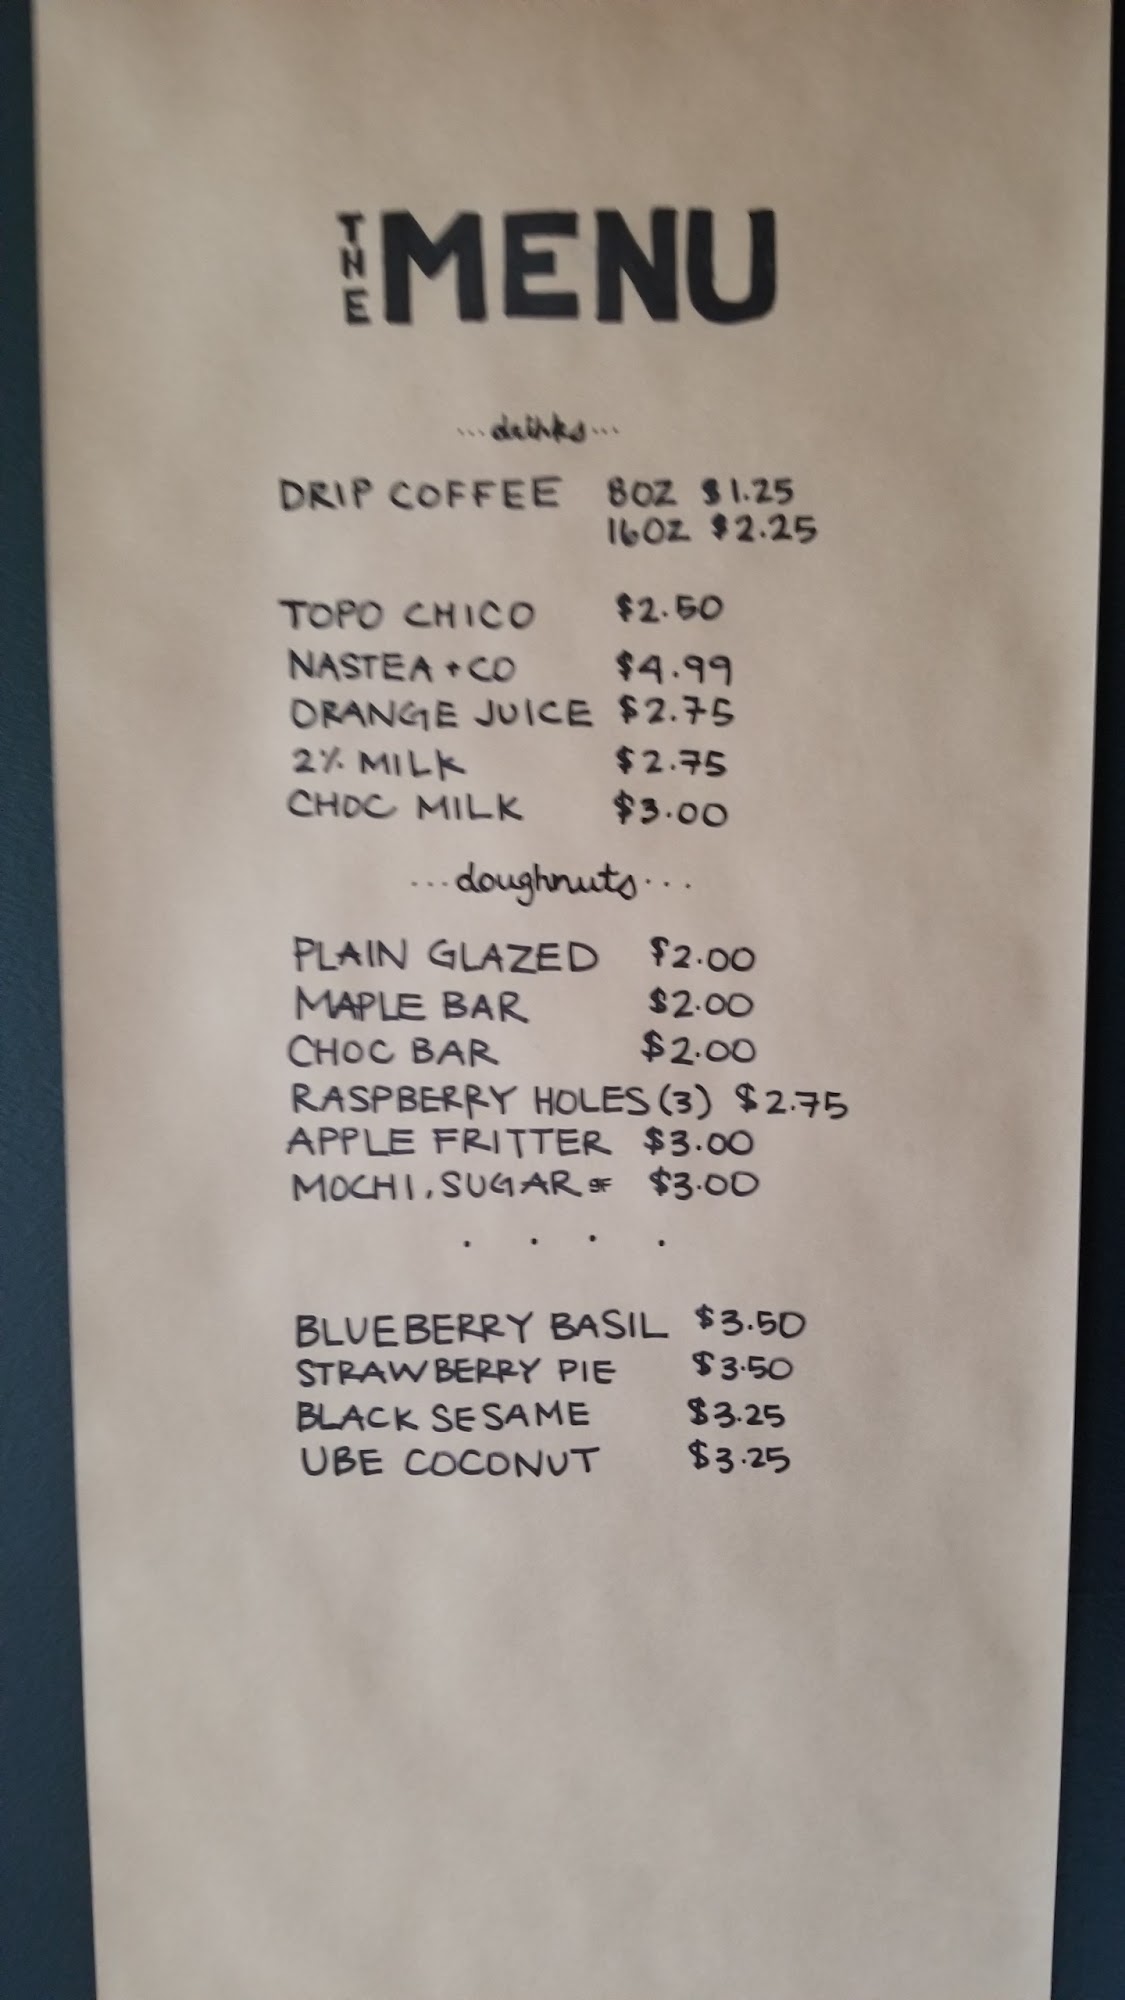 THE MENU
...drinks...
DRIP COFFEE 8OZ $1.25
16OZ $2.25
TOPO CHICO $2.50
NASTEA + CO $4.99
ORANGE JUICE $2.75
2% MILK $2.75
CHOC MILK $3.00
...doughnuts...
PLAIN GLAZED $2.00
MAPLE BAR $2.00
CHOC BAR $2.00
RASPBERRY HOLES (3) $2.75
APPLE FRITTER $3.00
MOCHI, SUGAR GF $3.00
. . . .
BLUEBERRY BASIL $3.50
STRAWBERRY PIE $3.50
BLACK SESAME $3.25
UBE COCONUT $3.25